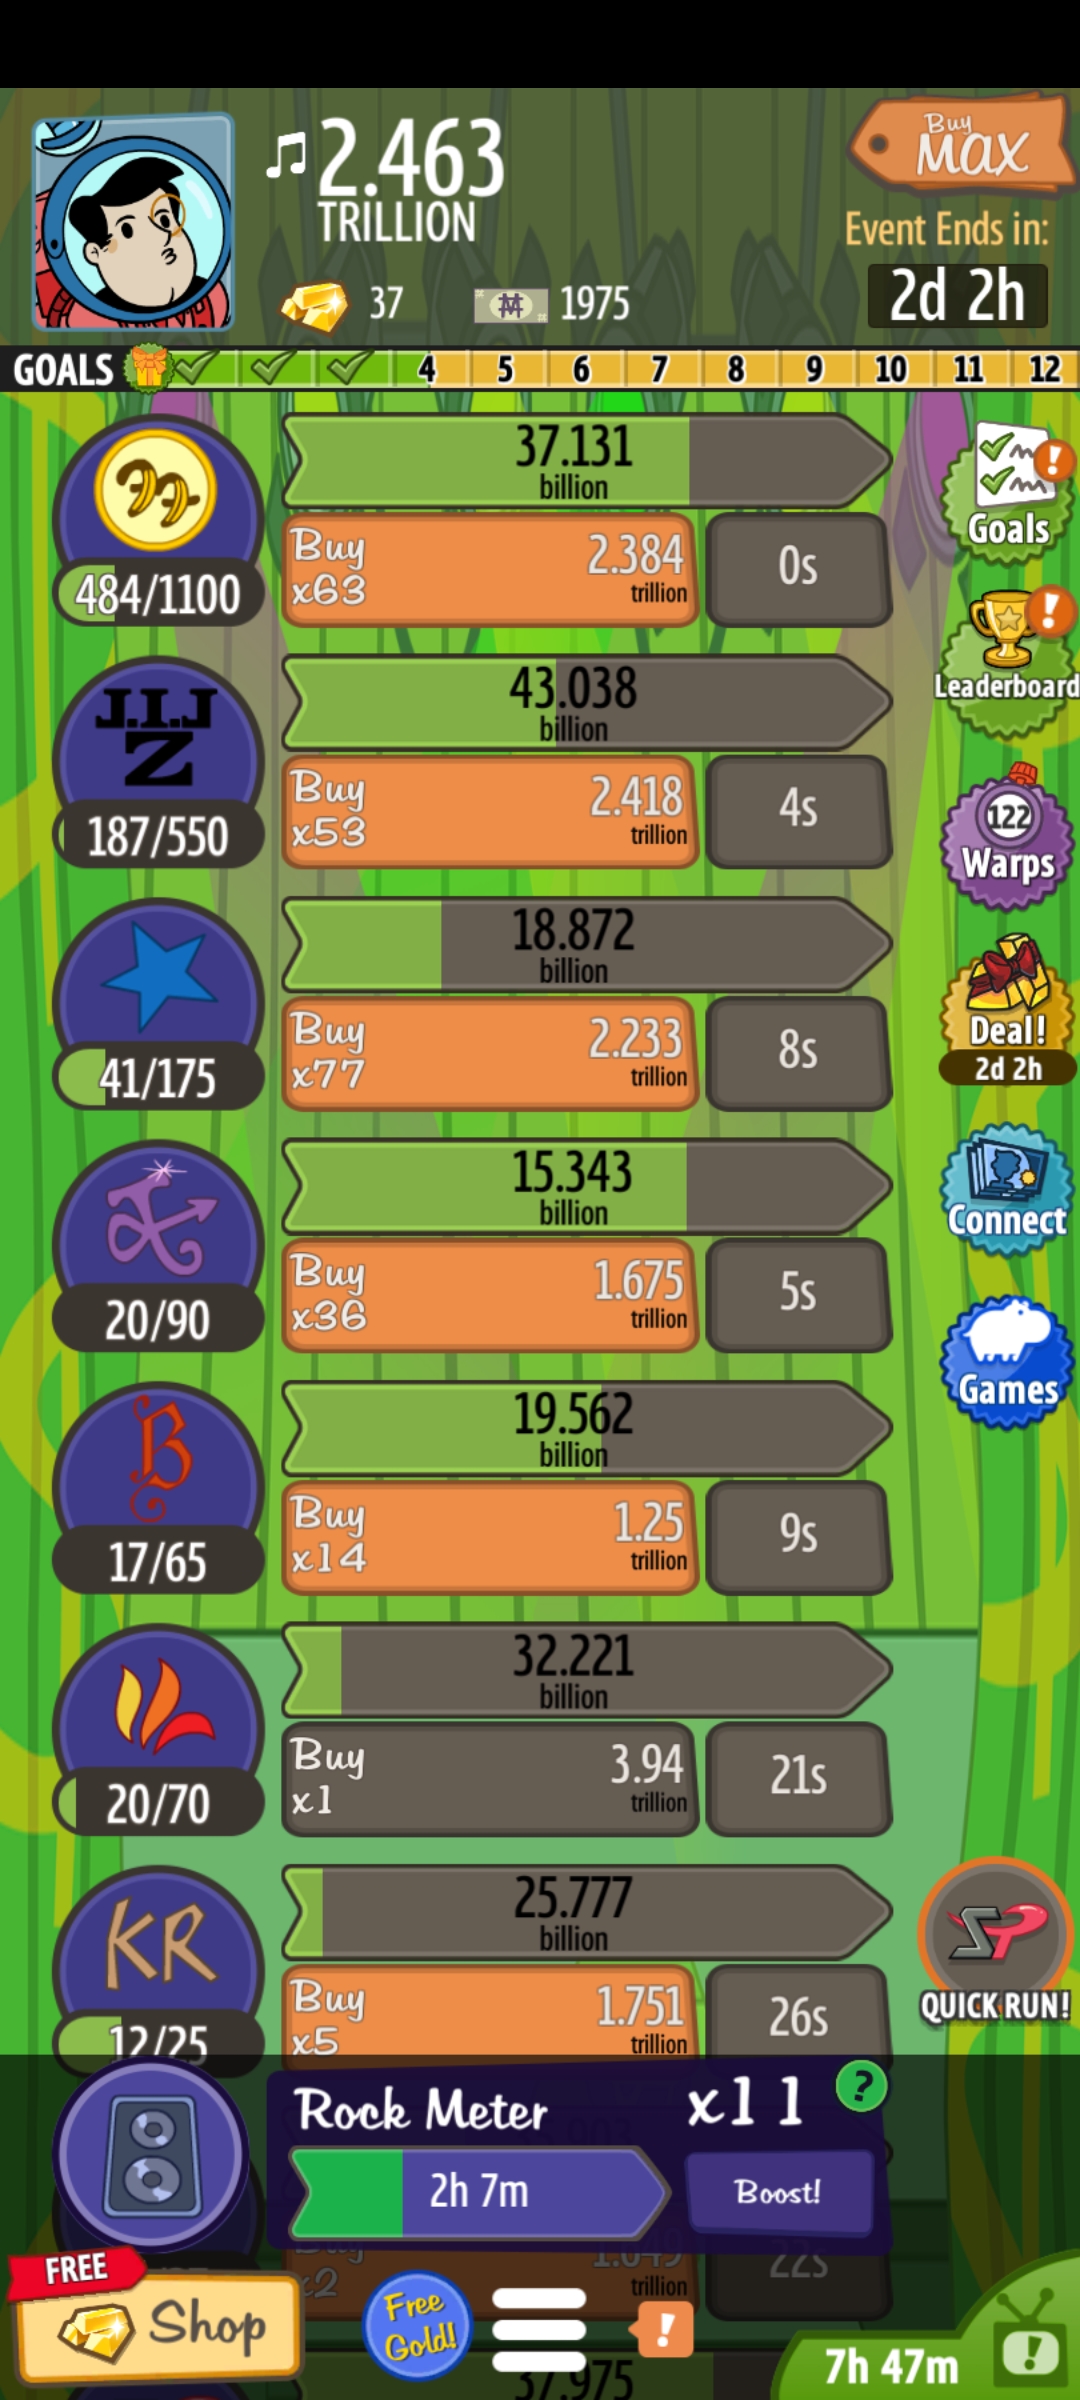 2.463
TRILLION
Buy
MAX
Event Ends in:
2d 2h
37
1975
GOALS 4 5 6 7 8 9 10 11 12
37.131
billion
Buy
x63
2.384
trillion
0s
484/1100
Goals
J.I.J
Z
43.038
billion
Buy
x53
2.418
trillion
4s
187/550
Leaderboard
122
Warps
18.872
billion
Buy
x77
2.233
trillion
8s
41/175
Deal!
2d 2h
15.343
billion
Buy
x36
1.675
trillion
5s
20/90
Connect
B
19.562
billion
Buy
x14
1.25
trillion
9s
17/65
Games
32.221
billion
Buy
x1
3.94
trillion
21s
20/70
KR
25.777
billion
Buy
x5
1.751
trillion
26s
12/25
SP
QUICK RUN!
Rock Meter
x11
?
2h 7m
Boost!
Buy
x2
1.049
trillion
22s
FREE
Shop
Free
Gold!
!
7h 47m
37.975